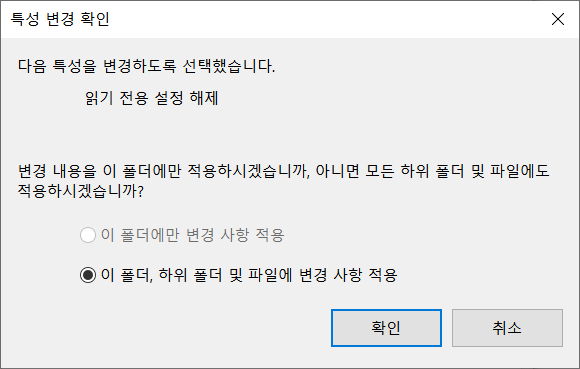 특성 변경 확인
다음 특성을 변경하도록 선택했습니다.
읽기 전용 설정 해제
변경 내용을 이 폴더에만 적용하시겠습니까, 아니면 모든 하위 폴더 및 파일에도
적용하시겠습니까?
이 폴더에만 변경 사항 적용
이 폴더, 하위 폴더 및 파일에 변경 사항 적용
확인
취소